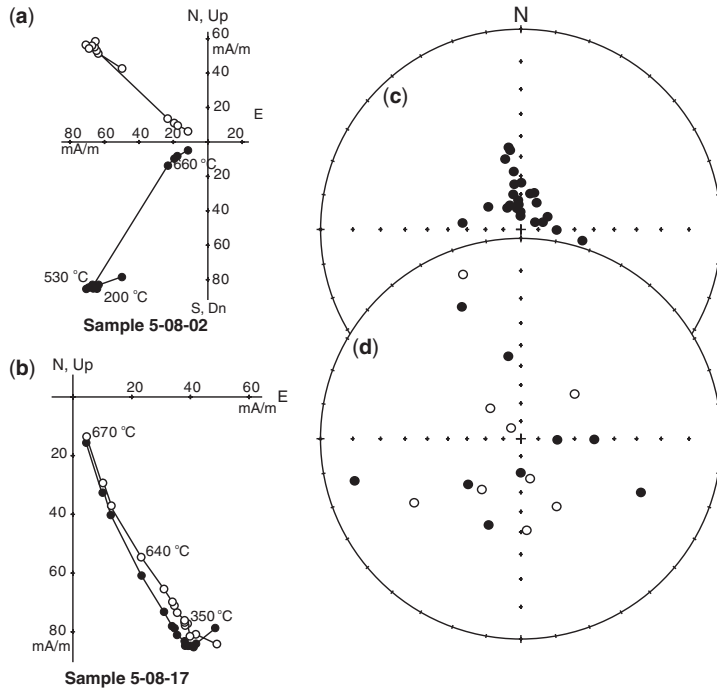 (a)
N, Up
60
mA/m
40
20
E
80 60 40 20 20
mA/m
660 °C
20
40
60
80
530 °C
200 °C
S, Dn
Sample 5-08-02
(b)
N, Up
20 40 60
mA/m
E
670 °C
20
40
640 °C
60
350 °C
80
mA/m
Sample 5-08-17
N
(c)
(d)